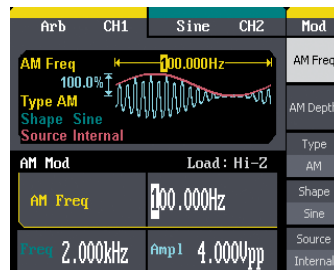 Arb CH1 Sine CH2 Mod
AM Freq 100.000Hz
100.0%
Type AM
Shape Sine
Source Internal
AM Mod Load: Hi-Z
AM Freq 100.000Hz
Freq 2.000kHz Ampl 4.000Vpp
AM Freq
AM Depth
Type
AM
Shape
Sine
Source
Internal